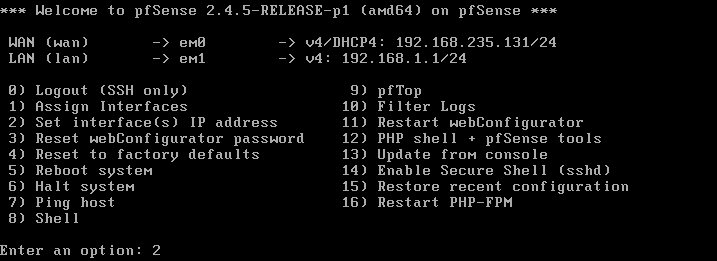 *** Welcome to pfSense 2.4.5-RELEASE-p1 (amd64) on pfSense ***
WAN (wan) -> em0 -> v4/DHCP4: 192.168.235.131/24
LAN (lan) -> em1 -> v4: 192.168.1.1/24
0) Logout (SSH only) 9) pfTop
1) Assign Interfaces 10) Filter Logs
2) Set interface(s) IP address 11) Restart webConfigurator
3) Reset webConfigurator password 12) PHP shell + pfSense tools
4) Reset to factory defaults 13) Update from console
5) Reboot system 14) Enable Secure Shell (sshd)
6) Halt system 15) Restore recent configuration
7) Ping host 16) Restart PHP-FPM
8) Shell
Enter an option: 2